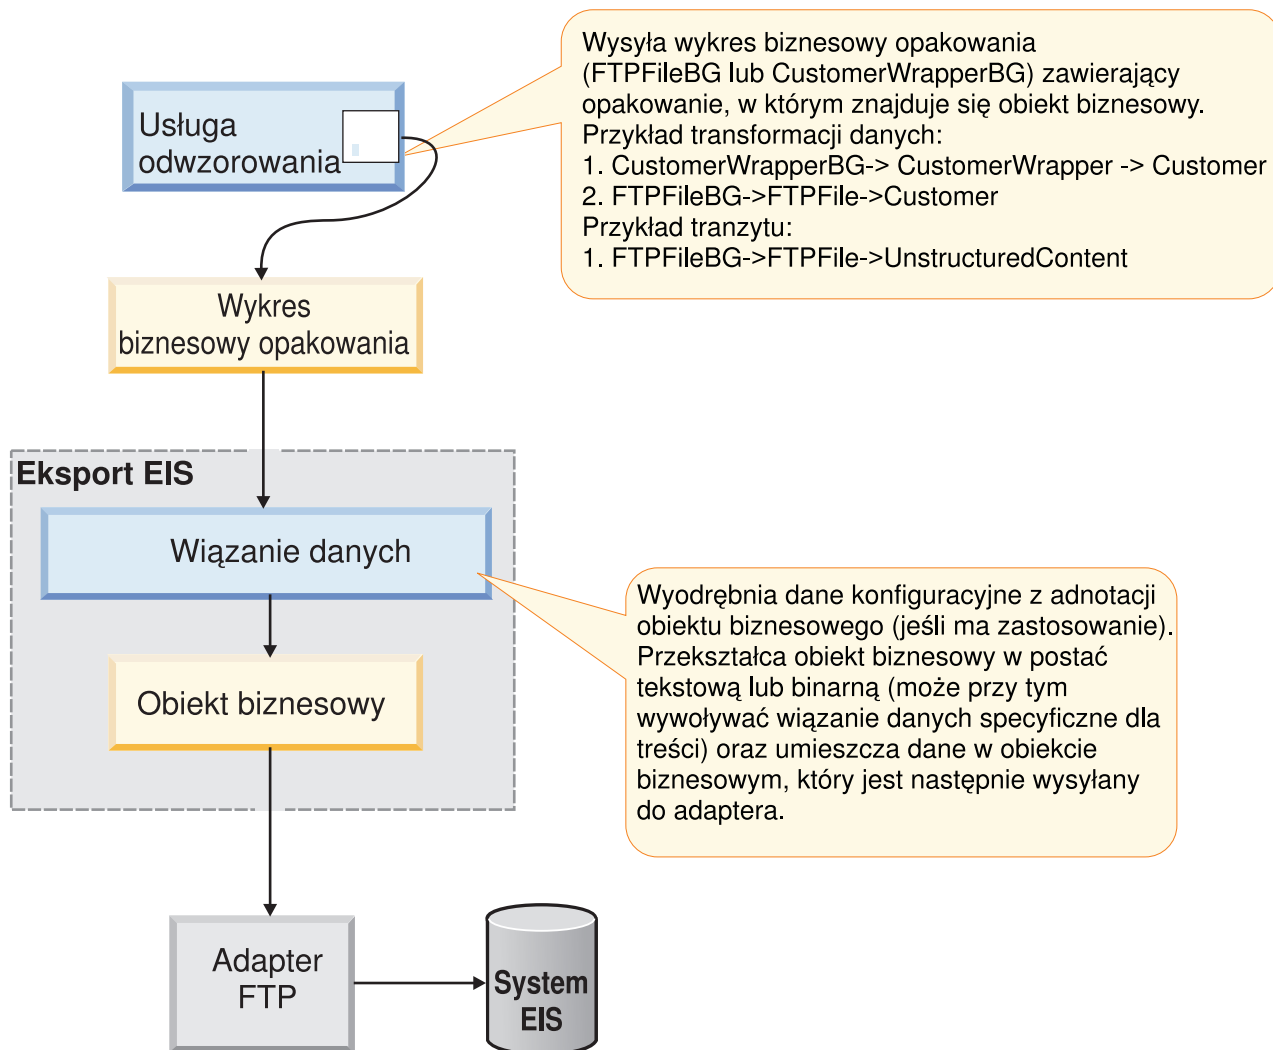 Wysyła wykres biznesowy opakowania
(FTPFileBG lub CustomerWrapperBG) zawierający
opakowanie, w którym znajduje się obiekt biznesowy.
Przykład transformacji danych:
1. CustomerWrapperBG-> CustomerWrapper -> Customer
2. FTPFileBG->FTPFile->Customer
Przykład tranzytu:
1. FTPFileBG->FTPFile->UnstructuredContent
Usługa
odwzorowania
Wykres
biznesowy opakowania
Eksport EIS
Wiązanie danych
Wyodrębnia dane konfiguracyjne z adnotacji
obiektu biznesowego (jeśli ma zastosowanie).
Przekształca obiekt biznesowy w postać
tekstową lub binarną (może przy tym
wywoływać wiązanie danych specyficzne dla
treści) oraz umieszcza dane w obiekcie
biznesowym, który jest następnie wysyłany
do adaptera.
Obiekt biznesowy
Adapter
FTP
System
EIS